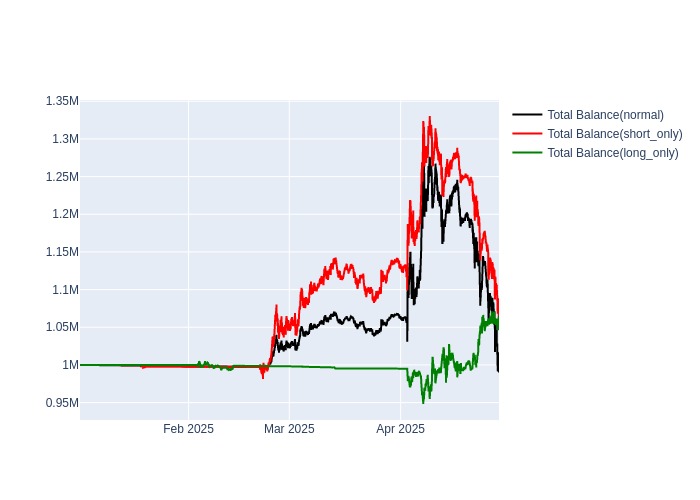 1.35M
1.3M
1.25M
1.2M
1.15M
1.1M
1.05M
1M
0.95M
Feb 2025
Mar 2025
Apr 2025
Total Balance(normal)
Total Balance(short_only)
Total Balance(long_only)